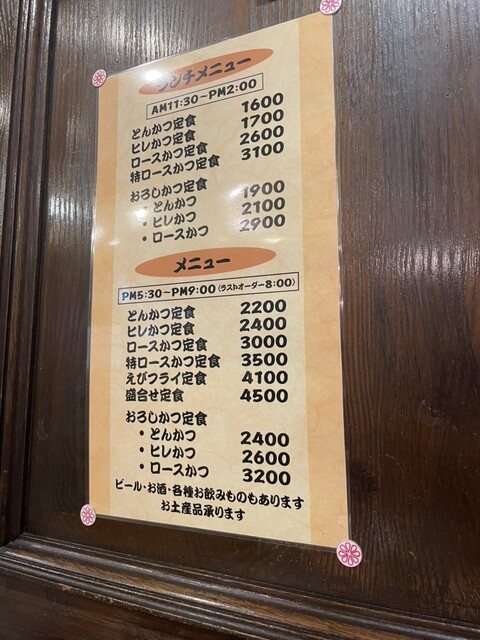 ランチメニュー
AM11:30~PM2:00
とんかつ定食 1600
ヒレかつ定食 1700
ロースかつ定食 2600
特ロースかつ定食 3100
おろしかつ定食
・とんかつ 1900
・ヒレかつ 2100
・ロースかつ 2900
メニュー
PM5:30~PM9:00(ラストオーダー8:00)
とんかつ定食 2200
ヒレかつ定食 2400
ロースかつ定食 3000
特ロースかつ定食 3500
えびフライ定食 4100
盛合せ定食 4500
おろしかつ定食
・とんかつ 2400
・ヒレかつ 2600
・ロースかつ 3200
ビール・お酒・各種お飲みものもあります
お土産品承ります